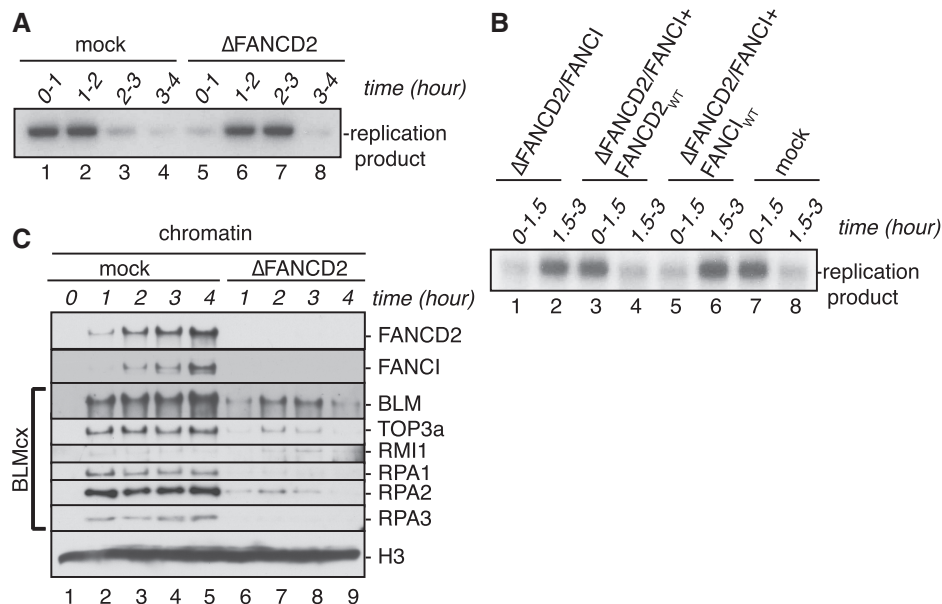 A
mock ΔFANCD2
0-1 1-2 2-3 3-4 0-1 1-2 2-3 3-4 time (hour)
-replication
product
1 2 3 4 5 6 7 8
B
ΔFANCD2/FANCI
ΔFANCD2/FANCI+
FANCD2WT
ΔFANCD2/FANCI+
FANCIWT
mock
0-1.5 1.5-3 0-1.5 1.5-3 0-1.5 1.5-3 0-1.5 1.5-3 time (hour)
-replication
product
1 2 3 4 5 6 7 8
C
chromatin
mock ΔFANCD2
0 1 2 3 4 1 2 3 4 time (hour)
FANCD2
FANCI
BLM
TOP3a
RMI1
RPA1
RPA2
RPA3
H3
BLMcx
1 2 3 4 5 6 7 8 9